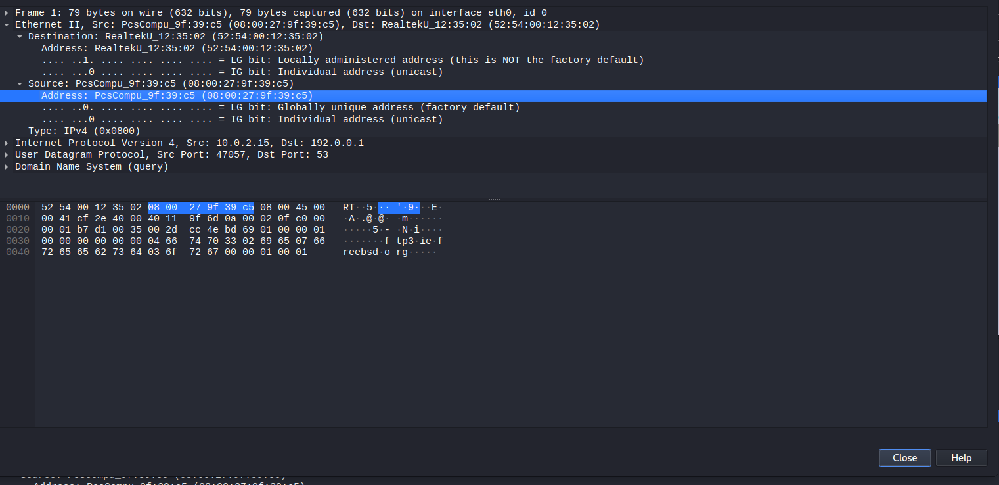 Frame 1: 79 bytes on wire (632 bits), 79 bytes captured (632 bits) on interface eth0, id 0
Ethernet II, Src: PcsCompu_9f:39:c5 (08:00:27:9f:39:c5), Dst: RealtekU_12:35:02 (52:54:00:12:35:02)
Destination: RealtekU_12:35:02 (52:54:00:12:35:02)
Address: RealtekU_12:35:02 (52:54:00:12:35:02)
.... ..1. .... .... .... .... = LG bit: Locally administered address (this is NOT the factory default)
.... ...0 .... .... .... .... = IG bit: Individual address (unicast)
Source: PcsCompu_9f:39:c5 (08:00:27:9f:39:c5)
Address: PcsCompu_9f:39:c5 (08:00:27:9f:39:c5)
.... ..0. .... .... .... .... = LG bit: Globally unique address (factory default)
.... ...0 .... .... .... .... = IG bit: Individual address (unicast)
Type: IPv4 (0x0800)
Internet Protocol Version 4, Src: 10.0.2.15, Dst: 192.0.0.1
User Datagram Protocol, Src Port: 47057, Dst Port: 53
Domain Name System (query)
0000 52 54 00 12 35 02 08 00 27 9f 39 c5 08 00 45 00 RT··5··· '·9···E·
0010 00 41 cf 2e 40 00 40 11 9f 6d 0a 00 02 0f c0 00 ·A·.@·@· ·m······
0020 00 01 b7 d1 00 35 00 2d cc 4e bd 69 01 00 00 01 ·····5·- ·N·i····
0030 00 00 00 00 00 00 04 66 74 70 33 02 69 65 07 66 ·······f tp3·ie·f
0040 72 65 65 62 73 64 03 6f 72 67 00 00 01 00 01 reebsd·o rg·····
Close Help
Address: PcsCompu_9f:39:c5 (08:00:27:9f:39:c5)